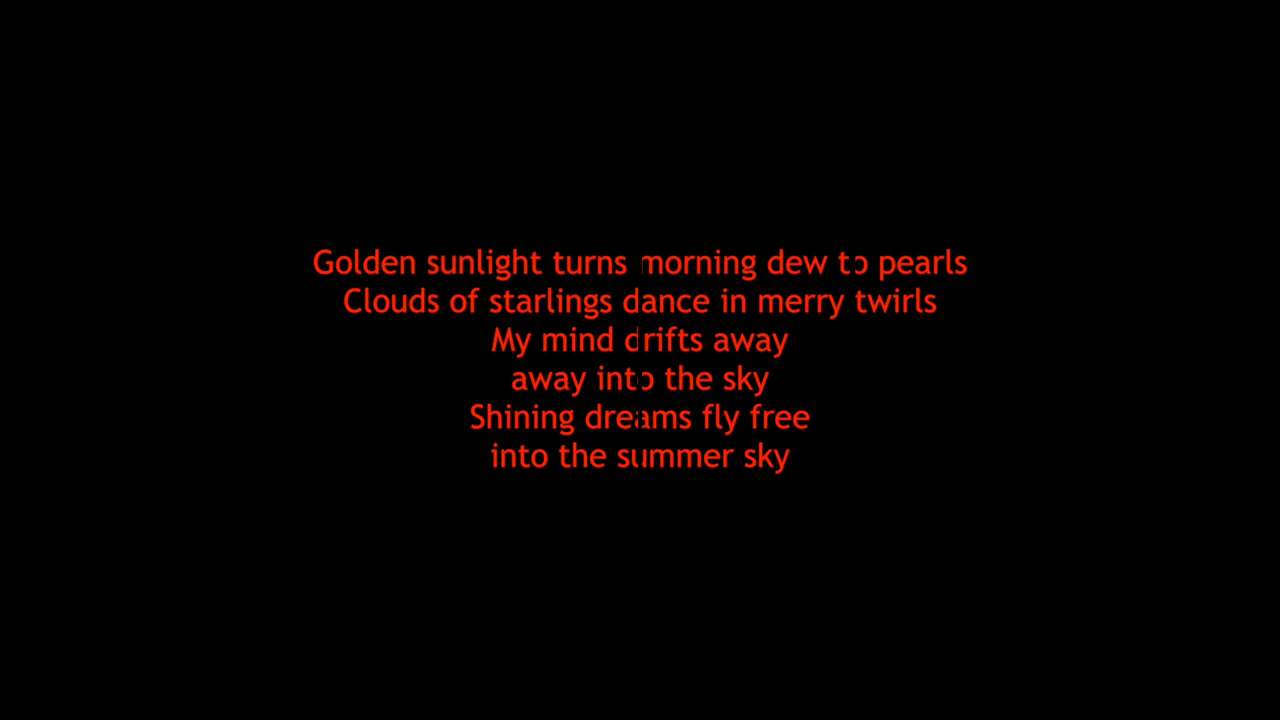 Golden sunlight turns morning dew to pearls
Clouds of starlings dance in merry twirls
My mind drifts away
away into the sky
Shining dreams fly free
into the summer sky